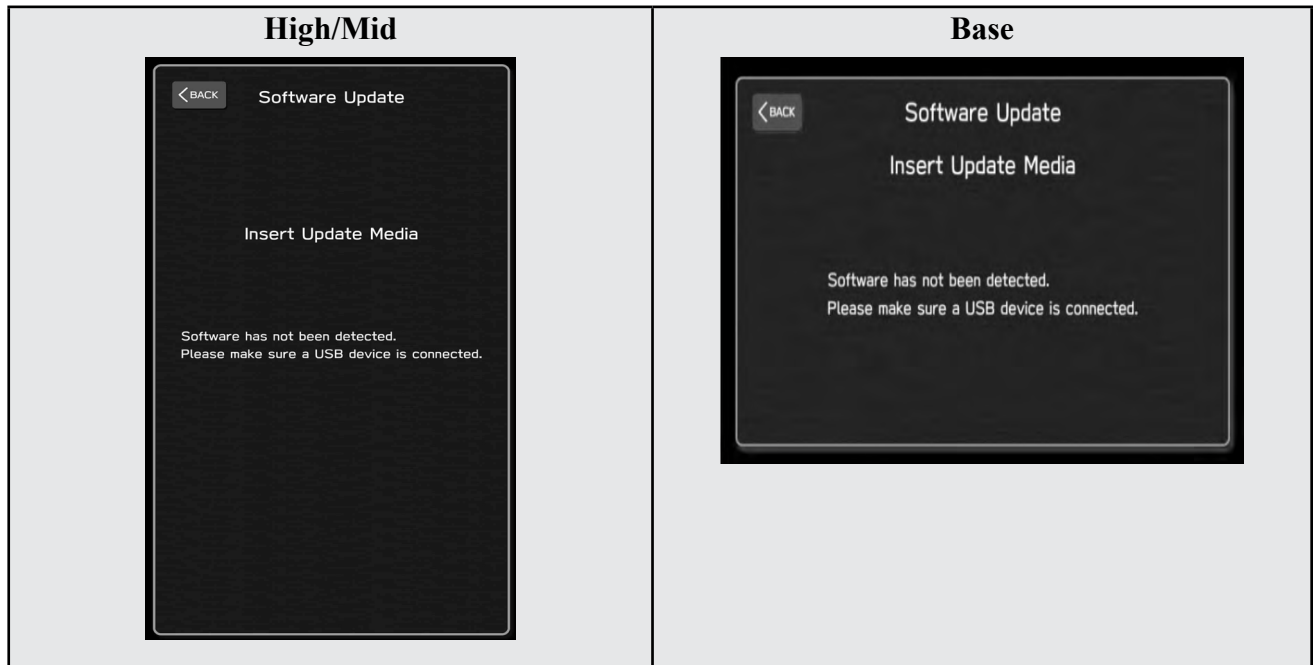 High/Mid
BACK
Software Update
Insert Update Media
Software has not been detected.
Please make sure a USB device is connected.
Base
BACK
Software Update
Insert Update Media
Software has not been detected.
Please make sure a USB device is connected.